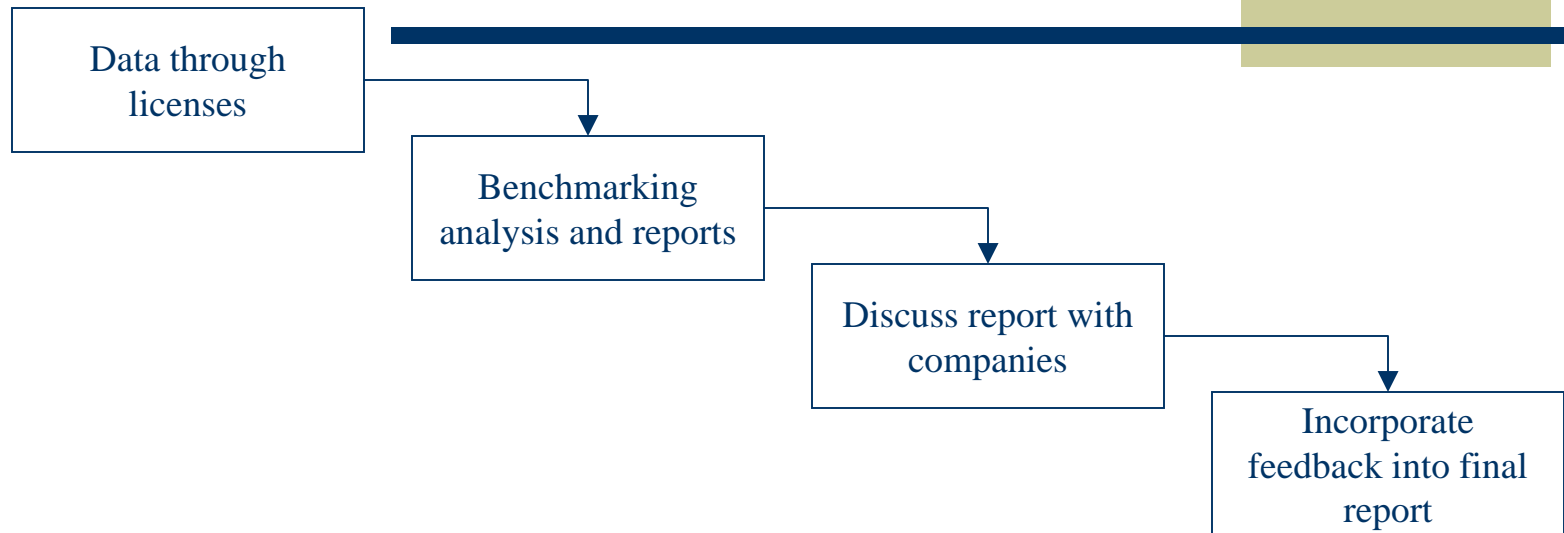 Data through
licenses
Benchmarking
analysis and reports
Discuss report with
companies
Incorporate
feedback into final
report